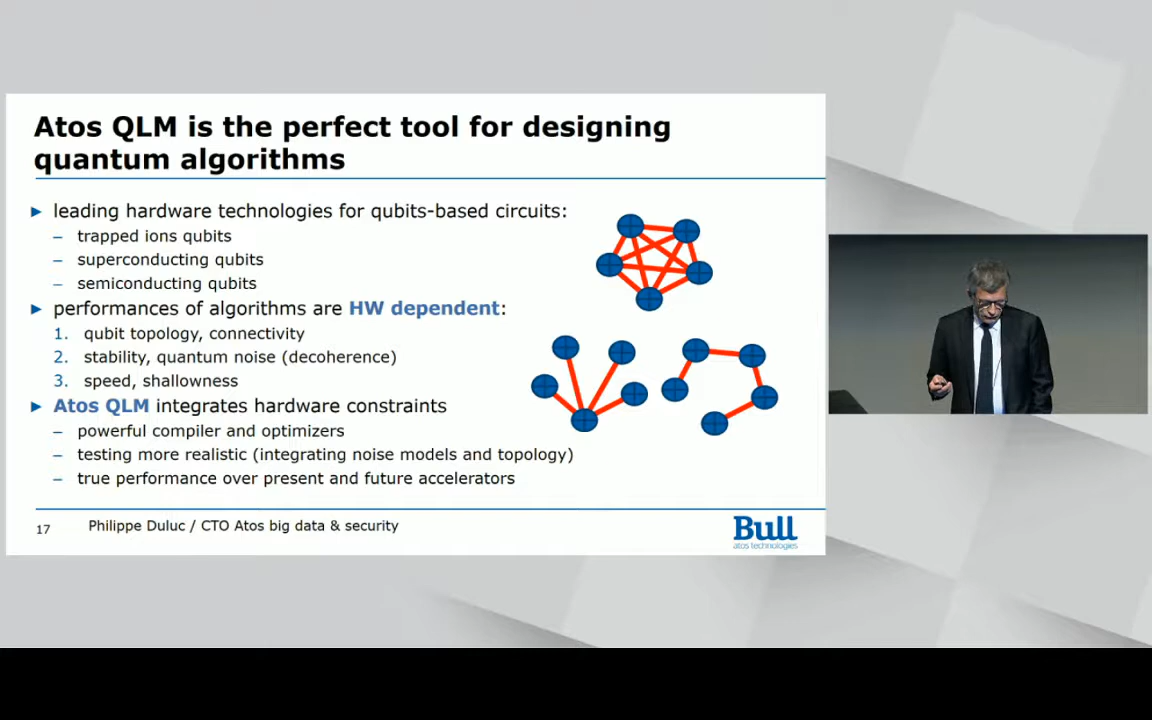 Atos QLM is the perfect tool for designing
quantum algorithms
► leading hardware technologies for qubits-based circuits:
– trapped ions qubits
– superconducting qubits
– semiconducting qubits
► performances of algorithms are HW dependent:
1. qubit topology, connectivity
2. stability, quantum noise (decoherence)
3. speed, shallowness
► Atos QLM integrates hardware constraints
– powerful compiler and optimizers
– testing more realistic (integrating noise models and topology)
– true performance over present and future accelerators
17 Philippe Duluc / CTO Atos big data & security
Bull
atos technologies